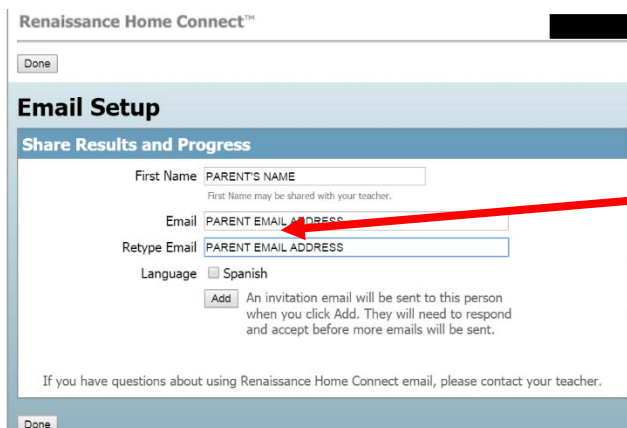 Renaissance Home Connect™
Done
Email Setup
Share Results and Progress
First Name PARENT'S NAME
First Name may be shared with your teacher.
Email PARENT EMAIL ADDRESS
Retype Email PARENT EMAIL ADDRESS
Language Spanish
Add An invitation email will be sent to this person
when you click Add. They will need to respond
and accept before more emails will be sent.
If you have questions about using Renaissance Home Connect email, please contact your teacher.
Done